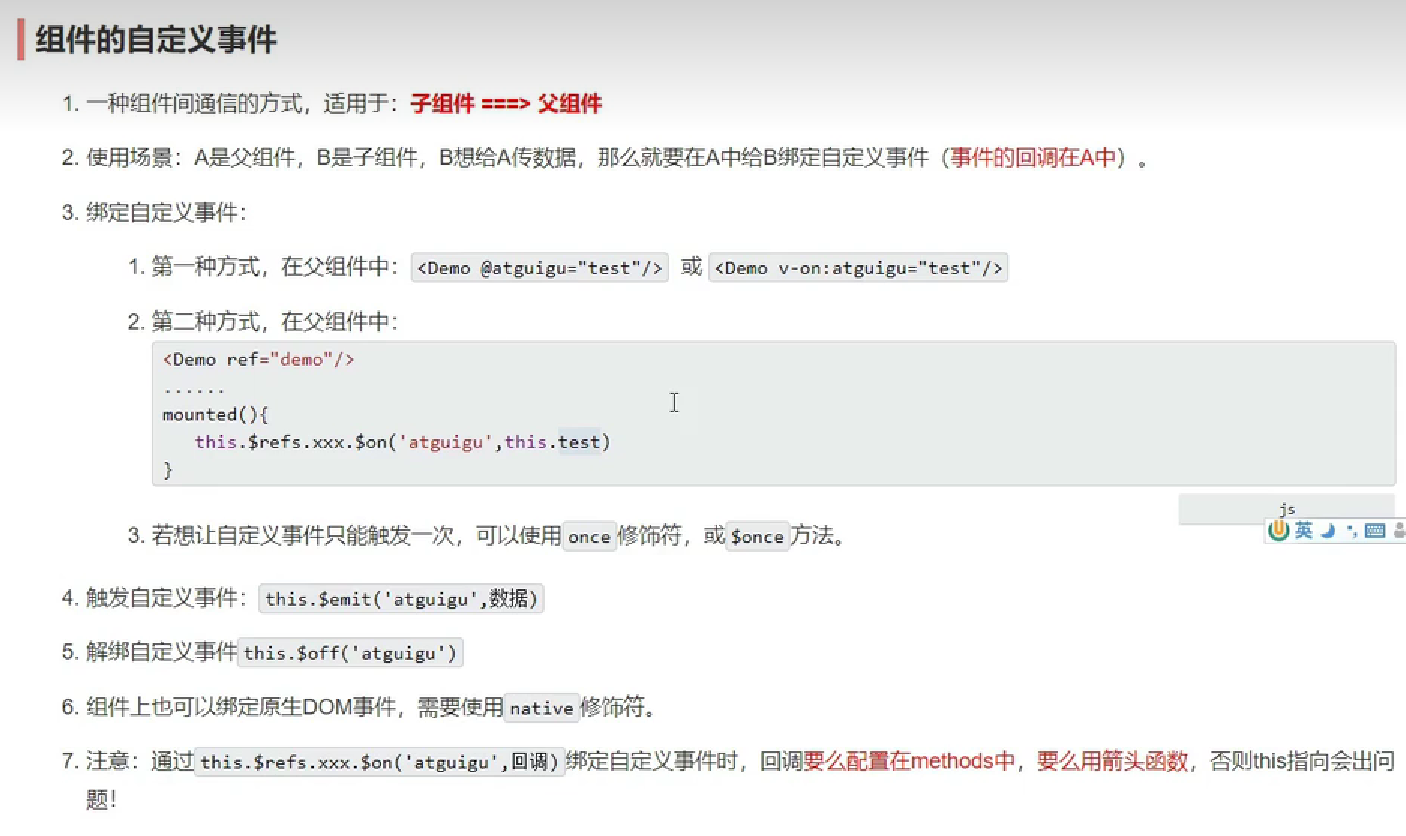 组件的自定义事件
1. 一种组件间通信的方式，适用于：子组件 ===> 父组件
2. 使用场景：A是父组件，B是子组件，B想给A传数据，那么就要在A中给B绑定自定义事件（事件的回调在A中）。
3. 绑定自定义事件：
1. 第一种方式，在父组件中：<Demo @atguigu="test"/> 或 <Demo v-on:atguigu="test"/>
2. 第二种方式，在父组件中：
<Demo ref="demo"/>
......
mounted(){
this.$refs.xxx.$on('atguigu',this.test)
}
js
英
3. 若想让自定义事件只能触发一次，可以使用once修饰符，或$once方法。
4. 触发自定义事件：this.$emit('atguigu',数据)
5. 解绑自定义事件this.$off('atguigu')
6. 组件上也可以绑定原生DOM事件，需要使用native修饰符。
7. 注意：通过this.$refs.xxx.$on('atguigu',回调)绑定自定义事件时，回调要么配置在methods中，要么用箭头函数，否则this指向会出问
题！